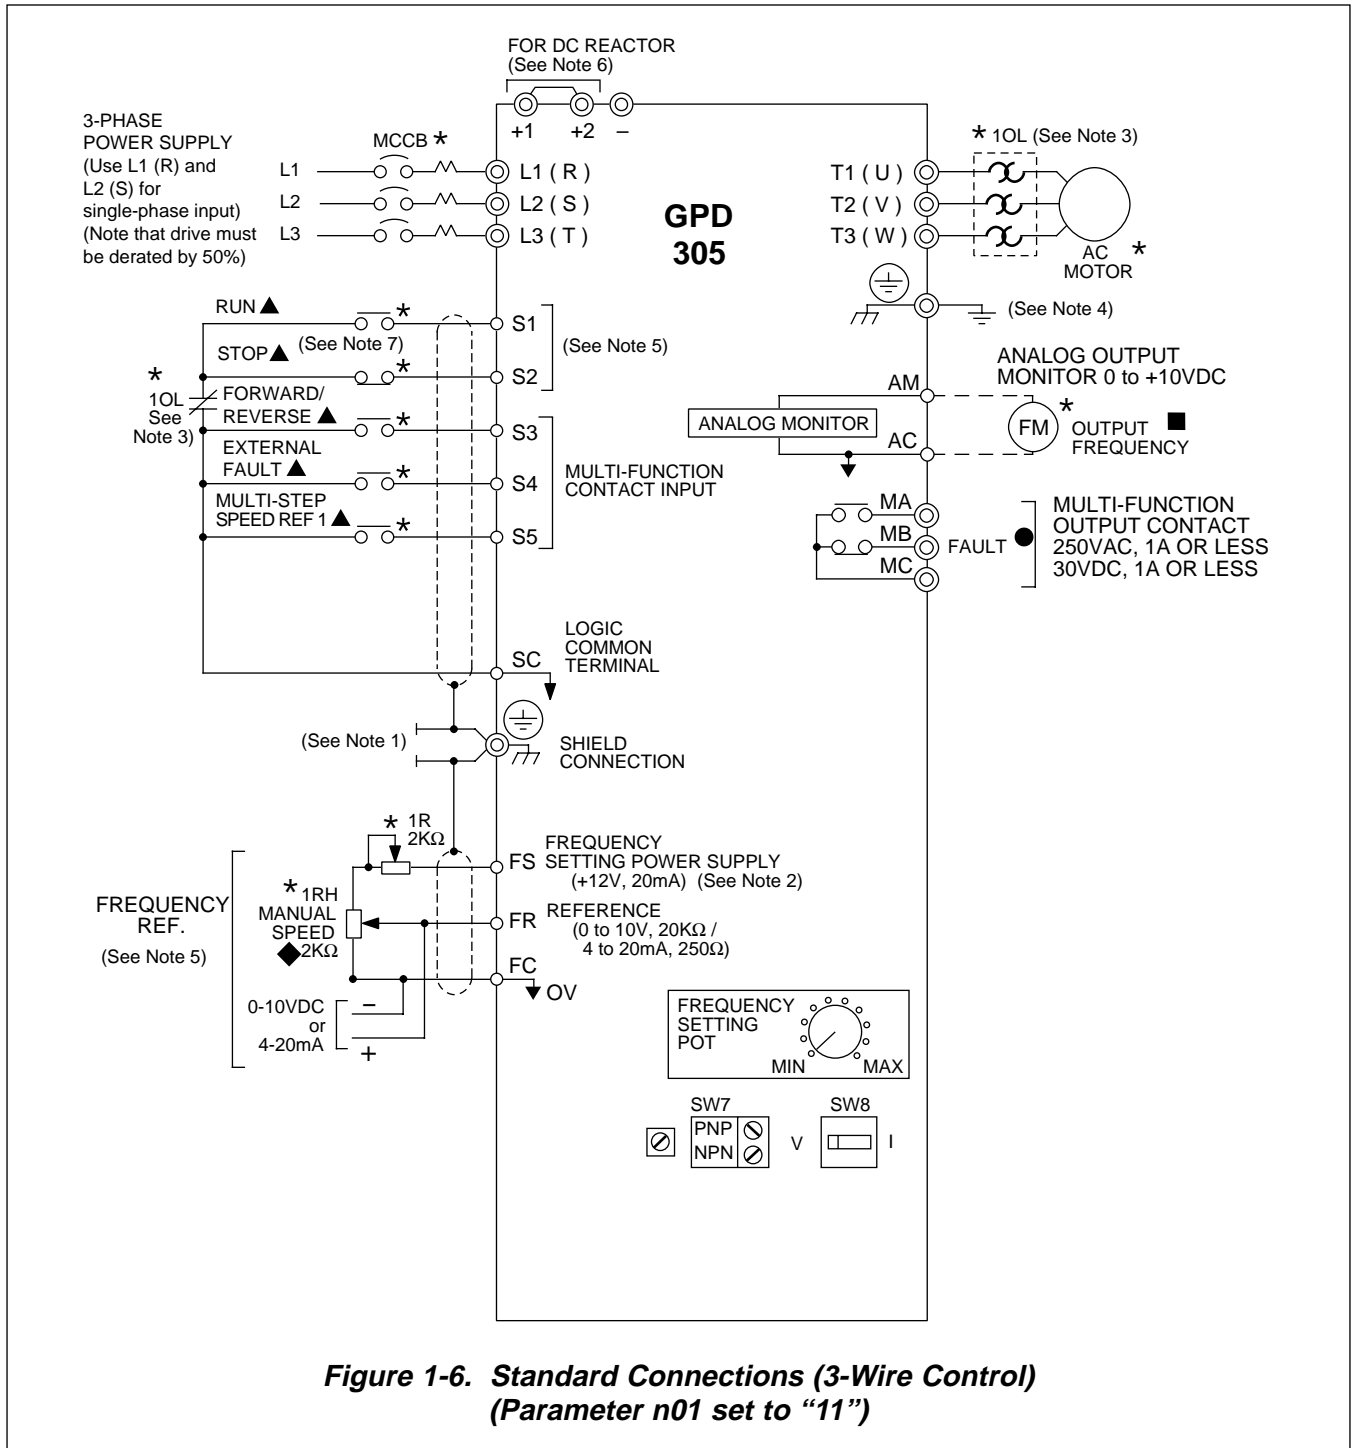 FOR DC REACTOR
(See Note 6)
+1 +2 –
3-PHASE
POWER SUPPLY
(Use L1 (R) and
L2 (S) for
single-phase input)
(Note that drive must
be derated by 50%)
MCCB *
L1
L2
L3
L1 ( R )
L2 ( S )
L3 ( T )
GPD
305
T1 ( U )
T2 ( V )
T3 ( W )
* 1OL (See Note 3)
AC
MOTOR *
(See Note 4)
RUN ▲
*
(See Note 7)
S1
STOP ▲
*
S2
(See Note 5)
*
1OL
See
Note 3)
FORWARD/
REVERSE ▲
*
S3
EXTERNAL
FAULT ▲
*
S4
MULTI-STEP
SPEED REF 1 ▲
*
S5
MULTI-FUNCTION
CONTACT INPUT
ANALOG OUTPUT
MONITOR 0 to +10VDC
AM
ANALOG MONITOR
AC
FM
*
OUTPUT ■
FREQUENCY
MA
MB
MC
FAULT ●
MULTI-FUNCTION
OUTPUT CONTACT
250VAC, 1A OR LESS
30VDC, 1A OR LESS
SC
LOGIC
COMMON
TERMINAL
(See Note 1)
SHIELD
CONNECTION
FREQUENCY
REF.
(See Note 5)
* 1R
2KΩ
* 1RH
MANUAL
SPEED
◆ 2KΩ
FS
FREQUENCY
SETTING POWER SUPPLY
(+12V, 20mA) (See Note 2)
FR
REFERENCE
(0 to 10V, 20KΩ /
4 to 20mA, 250Ω)
FC
OV
0-10VDC
or
4-20mA
–
+
FREQUENCY
SETTING
POT
MIN MAX
SW7
PNP
NPN
SW8
V I
Figure 1-6. Standard Connections (3-Wire Control)
(Parameter n01 set to “11”)